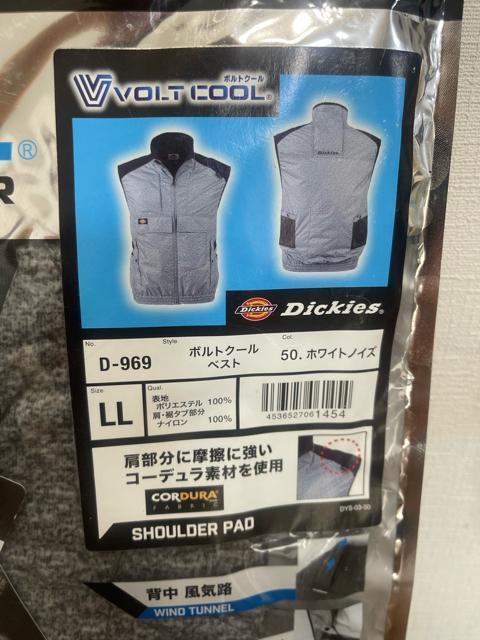 ボルトクール
VOLT COOL®
®
R
Dickies
Dickies
Dickies®
No.
D-969
Style
ボルトクール
ベスト
Col.
50. ホワイトノイズ
Size
LL
Qual.
表地
ポリエステル 100%
肩・裾タブ部分
ナイロン 100%
4536527061454
肩部分に摩擦に強い
コーデュラ素材を使用
CORDURA
FABRIC
DYS-03-50
SHOULDER PAD
背中 風気路
WIND TUNNEL